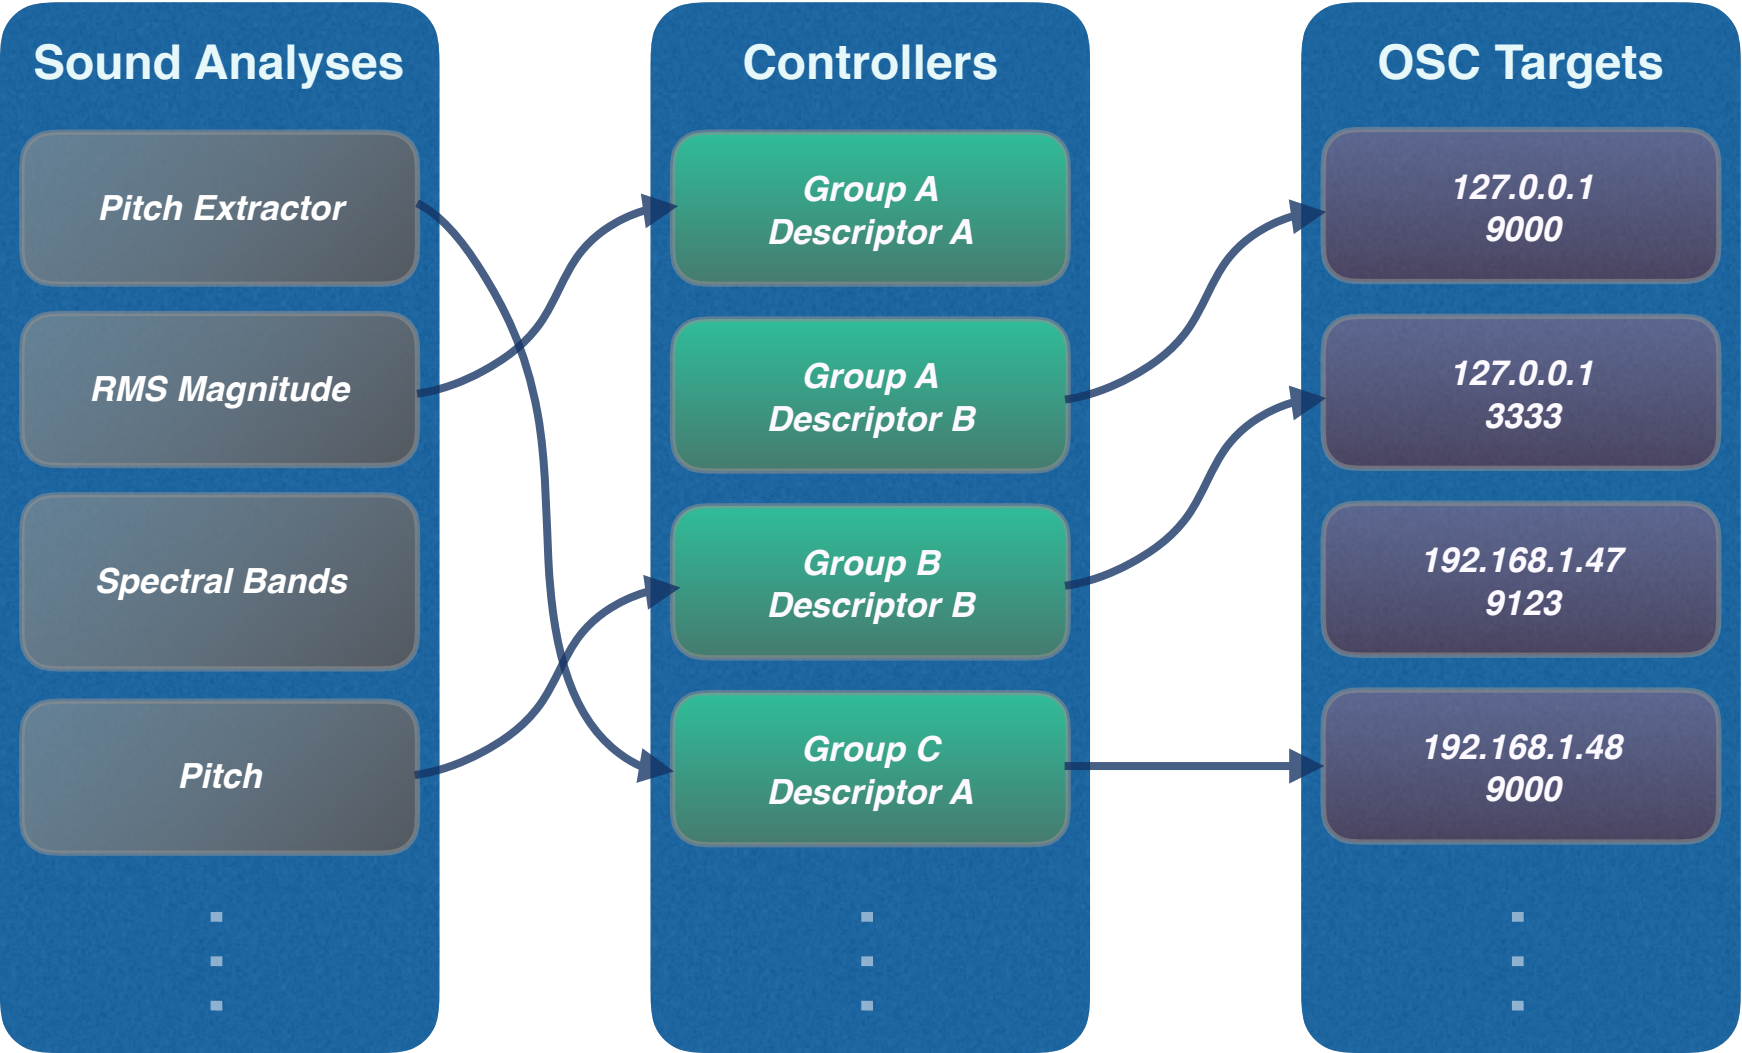 Sound Analyses
Pitch Extractor
RMS Magnitude
Spectral Bands
Pitch
Controllers
Group A
Descriptor A
Group A
Descriptor B
Group B
Descriptor B
Group C
Descriptor A
OSC Targets
127.0.0.1
9000
127.0.0.1
3333
192.168.1.47
9123
192.168.1.48
9000